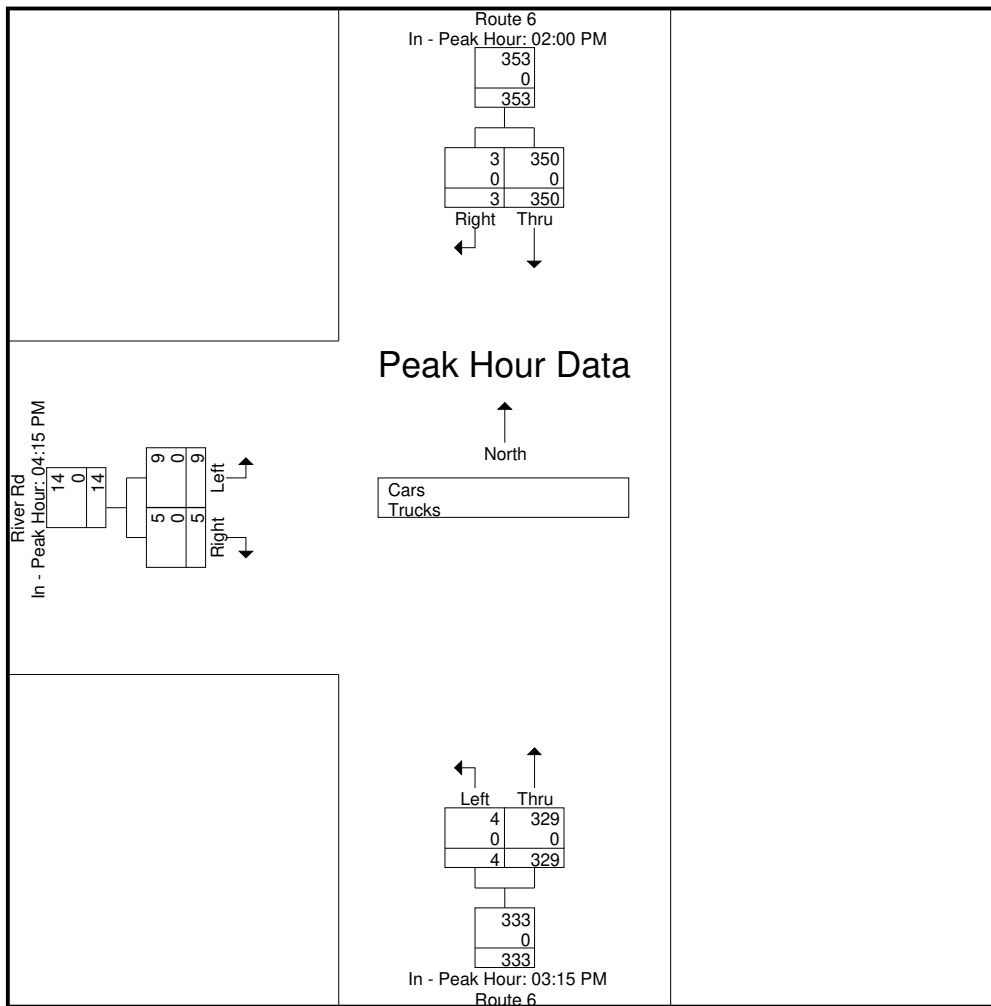 Route 6
In - Peak Hour: 02:00 PM
353
0
353
3 350
0 0
3 350
Right Thru
Peak Hour Data
North
Cars
Trucks
River Rd
In - Peak Hour: 04:15 PM
14
0
14
9 0 9
Left
5 0 5
Right
Left Thru
4 329
0 0
4 329
333
0
333
In - Peak Hour: 03:15 PM
Route 6